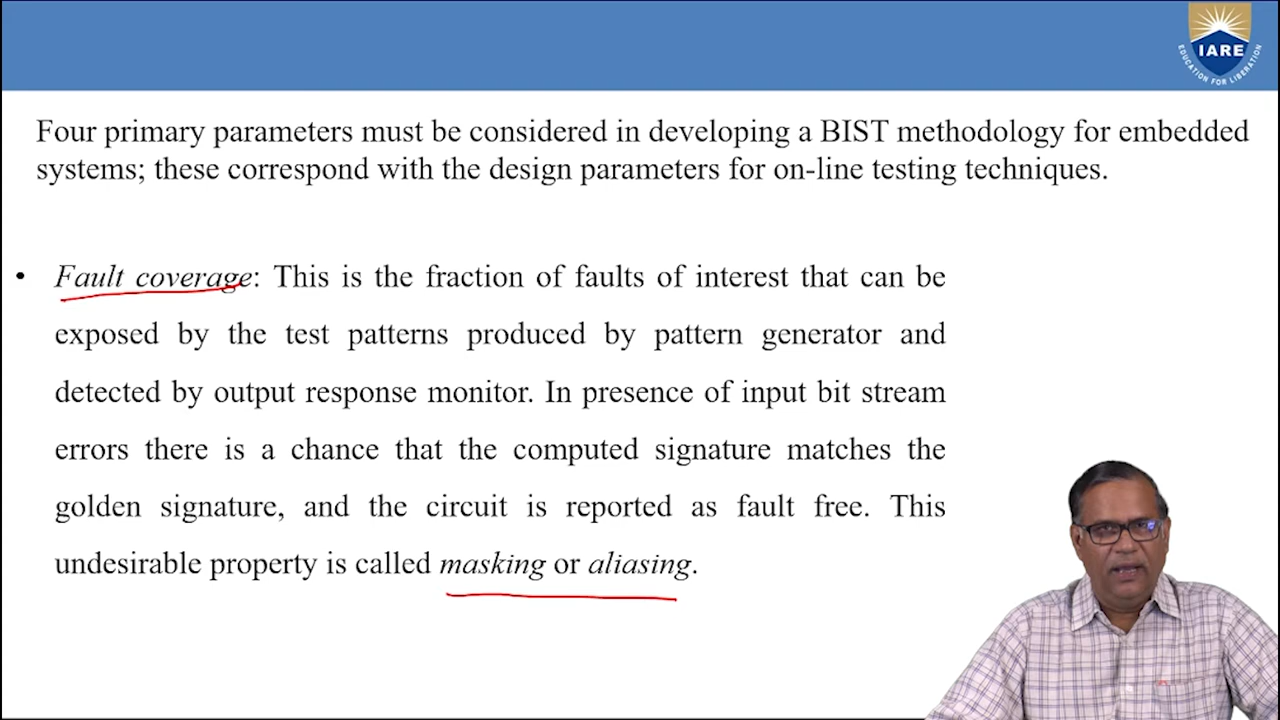 IARE
EDUCATION FOR LIBERATION
Four primary parameters must be considered in developing a BIST methodology for embedded
systems; these correspond with the design parameters for on-line testing techniques.
• Fault coverage: This is the fraction of faults of interest that can be
exposed by the test patterns produced by pattern generator and
detected by output response monitor. In presence of input bit stream
errors there is a chance that the computed signature matches the
golden signature, and the circuit is reported as fault free. This
undesirable property is called masking or aliasing.